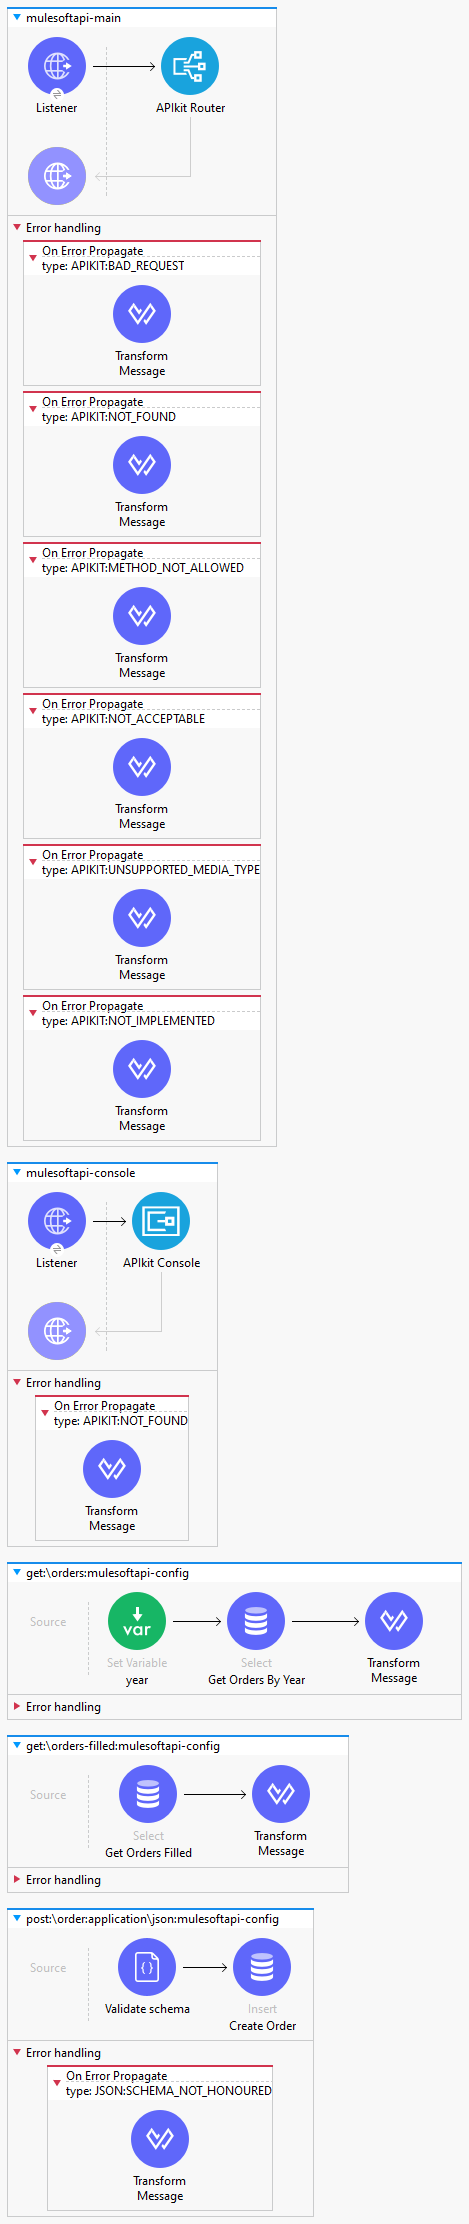 mulesoftapi-main
Listener
APIkit Router
Error handling
On Error Propagate
type: APIKIT:BAD_REQUEST
Transform
Message
On Error Propagate
type: APIKIT:NOT_FOUND
Transform
Message
On Error Propagate
type: APIKIT:METHOD_NOT_ALLOWED
Transform
Message
On Error Propagate
type: APIKIT:NOT_ACCEPTABLE
Transform
Message
On Error Propagate
type: APIKIT:UNSUPPORTED_MEDIA_TYPE
Transform
Message
On Error Propagate
type: APIKIT:NOT_IMPLEMENTED
Transform
Message
mulesoftapi-console
Listener
APIkit Console
Error handling
On Error Propagate
type: APIKIT:NOT_FOUND
Transform
Message
get:\orders:mulesoftapi-config
Source
var
Set Variable
year
Select
Get Orders By Year
Transform
Message
Error handling
get:\orders-filled:mulesoftapi-config
Source
Select
Get Orders Filled
Transform
Message
Error handling
post:\order:application\json:mulesoftapi-config
Source
{}
Validate schema
Insert
Create Order
Error handling
On Error Propagate
type: JSON:SCHEMA_NOT_HONOURED
Transform
Message